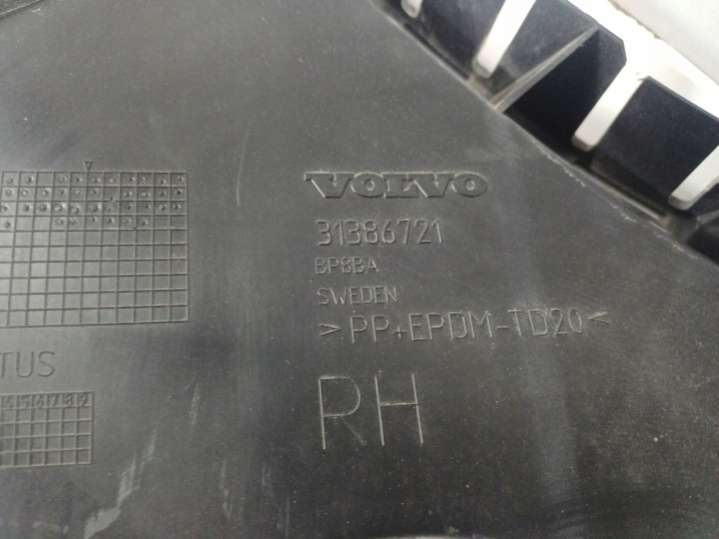 VOLVO
31386721
BP8BA
SWEDEN
>PP+EPDM-TD20<
RH
TUS